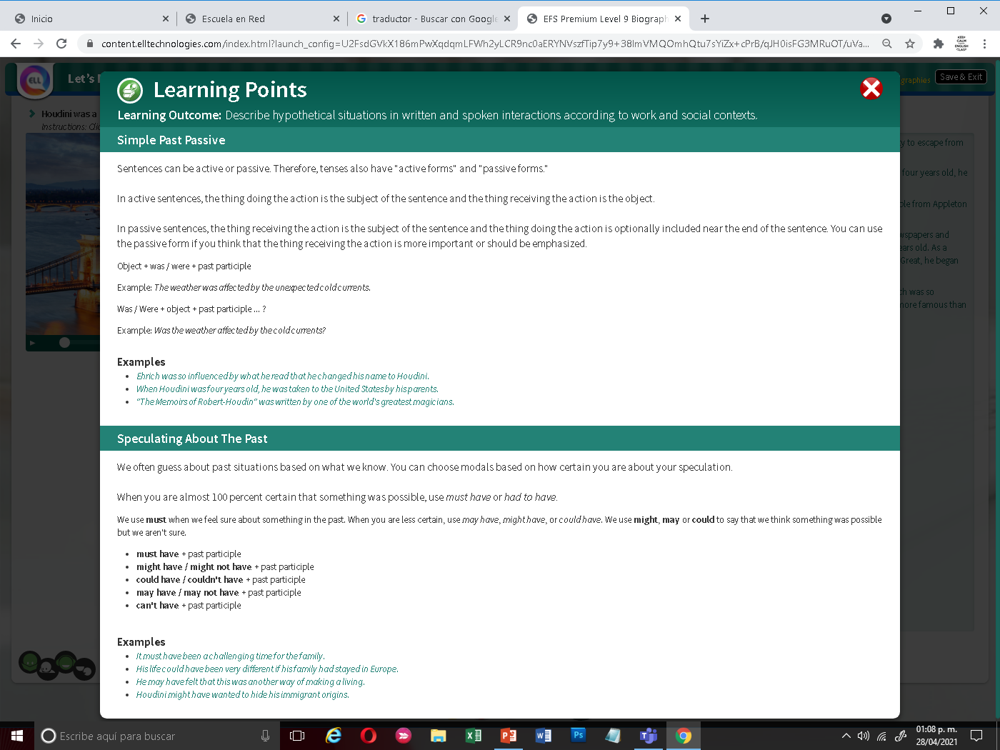 Inicio
Escuela en Red
traductor - Buscar con Google
EFS Premium Level 9 Biograph
content.elltechnologies.com/index.html?launch_config=U2FsdGVkX186mPwXqdqmLFWh2yLCR9nc0aERYNVszfTip7y9+38lmVMQOmhQtu7sYiZx+cPrB/qJH0isFG3MRuOT/uVa...
KEEP CALM ENGLISH CLASS
ELL
Let's
Learning Points
graphies
Save & Exit
Houdini was a
Instructions: Clic
Learning Outcome: Describe hypothetical situations in written and spoken interactions according to work and social contexts.
Simple Past Passive
y to escape from
Sentences can be active or passive. Therefore, tenses also have "active forms" and "passive forms."
four years old, he
In active sentences, the thing doing the action is the subject of the sentence and the thing receiving the action is the object.
ple from Appleton
In passive sentences, the thing receiving the action is the subject of the sentence and the thing doing the action is optionally included near the end of the sentence. You can use
the passive form if you think that the thing receiving the action is more important or should be emphasized.
wspapers and
ears old. As a
Great, he began
Object + was / were + past participle
Example: The weather was affected by the unexpected cold currents.
ch was so
more famous than
Was / Were + object + past participle ... ?
Example: Was the weather affected by the cold currents?
Examples
Ehrich was so influenced by what he read that he changed his name to Houdini.
When Houdini was four years old, he was taken to the United States by his parents.
"The Memoirs of Robert-Houdin" was written by one of the world's greatest magicians.
Speculating About The Past
We often guess about past situations based on what we know. You can choose modals based on how certain you are about your speculation.
When you are almost 100 percent certain that something was possible, use must have or had to have.
We use must when we feel sure about something in the past. When you are less certain, use may have, might have, or could have. We use might, may or could to say that we think something was possible
but we aren't sure.
must have + past participle
might have / might not have + past participle
could have / couldn't have + past participle
may have / may not have + past participle
can't have + past participle
Examples
It must have been a challenging time for the family.
His life could have been very different if his family had stayed in Europe.
He may have felt that this was another way of making a living.
Houdini might have wanted to hide his immigrant origins.
Escribe aquí para buscar
Ps
01:08 p. m.
28/04/2021